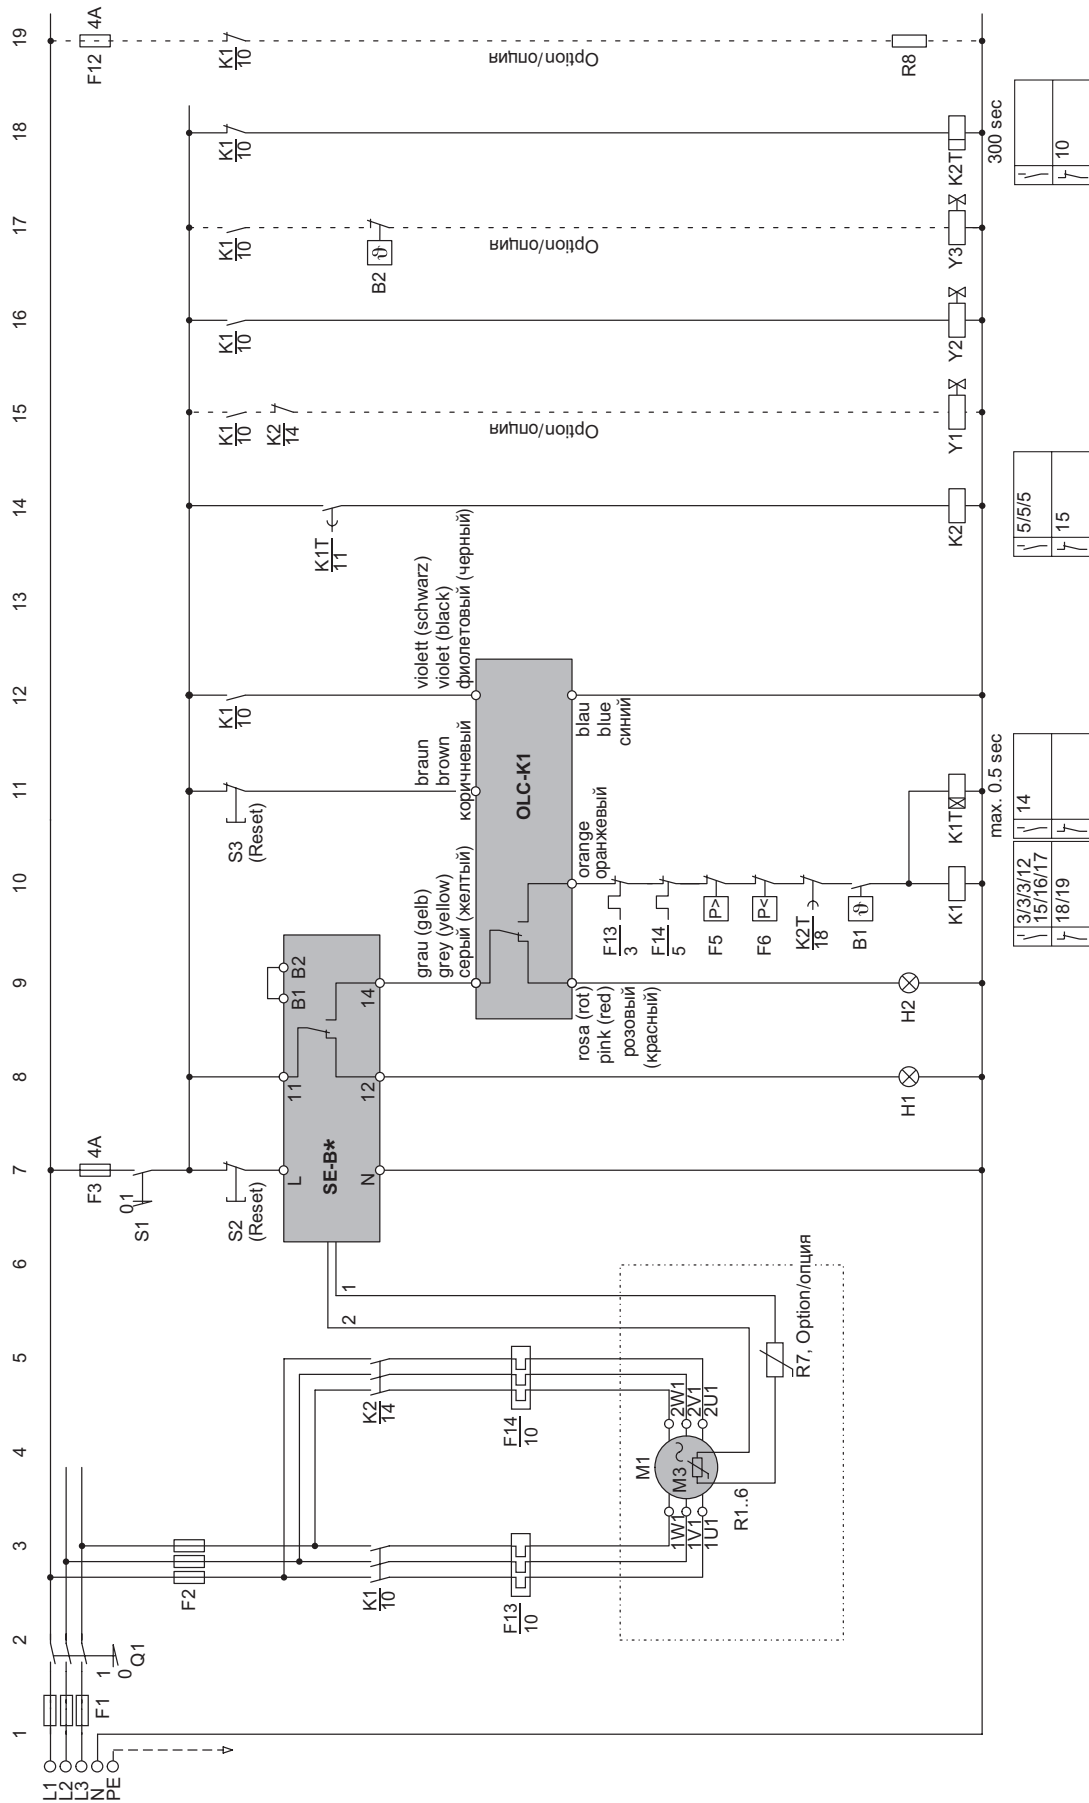 1
2
3
4
5
6
7
8
9
10
11
12
13
14
15
16
17
18
19
L1
L2
L3
N
PE
F1
1
0
Q1
F2
K1
10
F13
10
1W1
1V1
1U1
M1
M3
R1..6
2W1
2V1
2U1
K2
14
F14
10
2
1
R7, Option/опция
F3
4A
0 1
S1
S2
(Reset)
L
N
SE-B*
11
12
14
B1
B2
H1
H2
grau (gelb)
grey (yellow)
серый (желтый)
rosa (rot)
pink (red)
розовый
(красный)
OLC-K1
S3
(Reset)
braun
brown
коричневый
K1
10
violett (schwarz)
violet (black)
фиолетовый (черный)
blau
blue
синий
orange
оранжевый
F13
3
F14
5
F5
P>
F6
P<
K2T
18
B1
ϑ
K1
K1T
max. 0.5 sec
3/3/3/12
15/16/17
18/19
14
K1T
11
K2
5/5/5
15
K1
10
K2
14
Option/опция
Y1
K1
10
Y2
K1
10
B2
ϑ
Option/опция
Y3
K1
10
K2T
300 sec
10
F12
4A
K1
10
Option/опция
R8